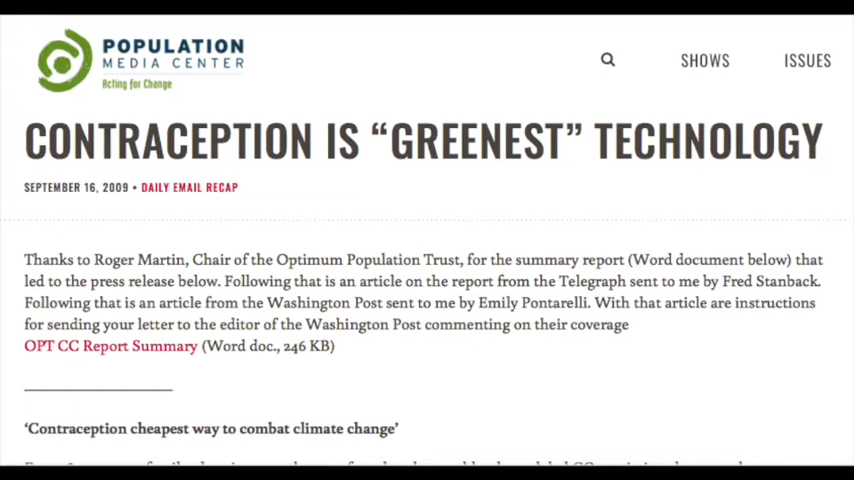 POPULATION
MEDIA CENTER
Acting for Change
SHOWS
ISSUES
CONTRACEPTION IS “GREENEST” TECHNOLOGY
SEPTEMBER 16, 2009 • DAILY EMAIL RECAP
Thanks to Roger Martin, Chair of the Optimum Population Trust, for the summary report (Word document below) that
led to the press release below. Following that is an article on the report from the Telegraph sent to me by Fred Stanback.
Following that is an article from the Washington Post sent to me by Emily Pontarelli. With that article are instructions
for sending your letter to the editor of the Washington Post commenting on their coverage
OPT CC Report Summary (Word doc., 246 KB)
‘Contraception cheapest way to combat climate change’